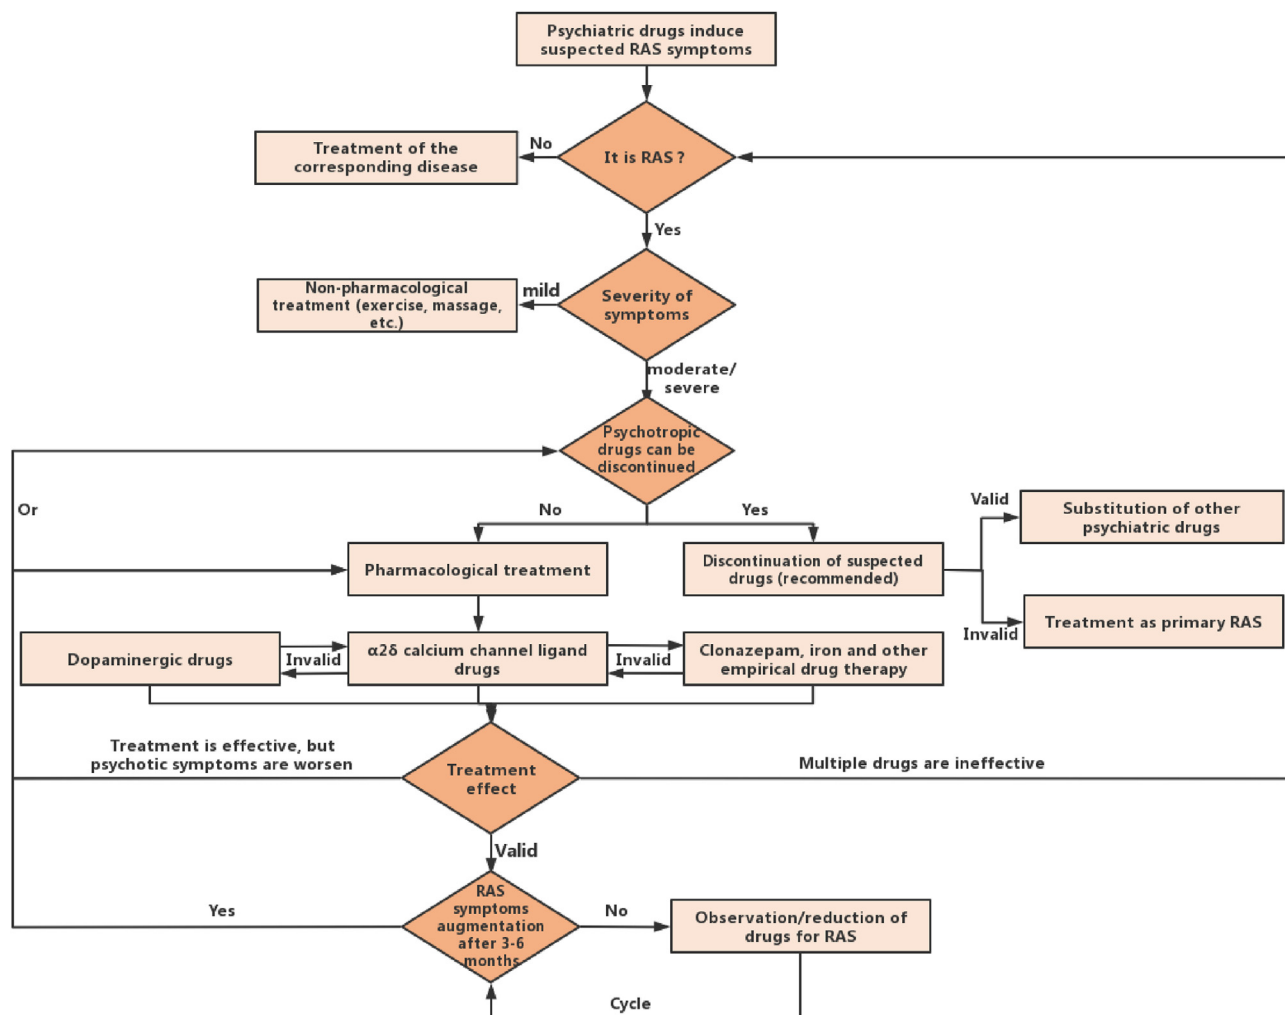 Psychiatric drugs induce
suspected RAS symptoms
It is RAS ?
No
Treatment of the
corresponding disease
Yes
Severity of
symptoms
mild
Non-pharmacological
treatment (exercise, massage,
etc.)
moderate/
severe
Psychotropic
drugs can be
discontinued
Or
No
Yes
Pharmacological treatment
Discontinuation of suspected
drugs (recommended)
Valid
Substitution of other
psychiatric drugs
Invalid
Treatment as primary RAS
Dopaminergic drugs
Invalid
α2δ calcium channel ligand
drugs
Invalid
Clonazepam, iron and other
empirical drug therapy
Treatment is effective, but
psychotic symptoms are worsen
Treatment
effect
Multiple drugs are ineffective
Valid
RAS
symptoms
augmentation
after 3-6
months
Yes
No
Observation/reduction of
drugs for RAS
Cycle